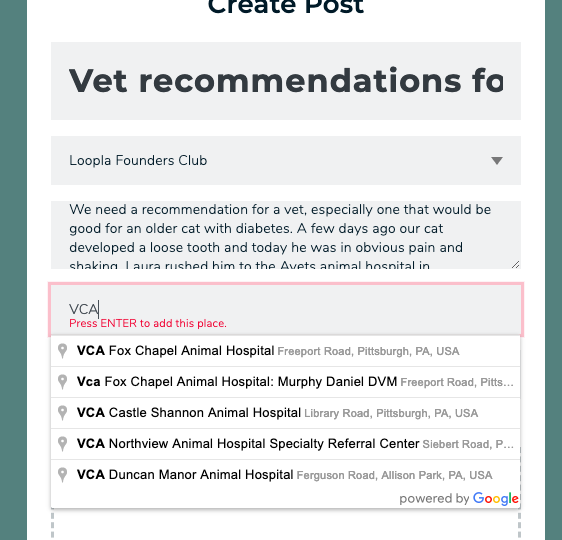 Create Post
Vet recommendations fo
Loopla Founders Club
We need a recommendation for a vet, especially one that would be
good for an older cat with diabetes. A few days ago our cat
developed a loose tooth and today he was in obvious pain and
shaking. Laura rushed him to the Avets animal hospital in
VCA
Press ENTER to add this place.
VCA Fox Chapel Animal Hospital Freeport Road, Pittsburgh, PA, USA
Vca Fox Chapel Animal Hospital: Murphy Daniel DVM Freeport Road, Pitts...
VCA Castle Shannon Animal Hospital Library Road, Pittsburgh, PA, USA
VCA Northview Animal Hospital Specialty Referral Center Siebert Road, P...
VCA Duncan Manor Animal Hospital Ferguson Road, Allison Park, PA, USA
powered by Google